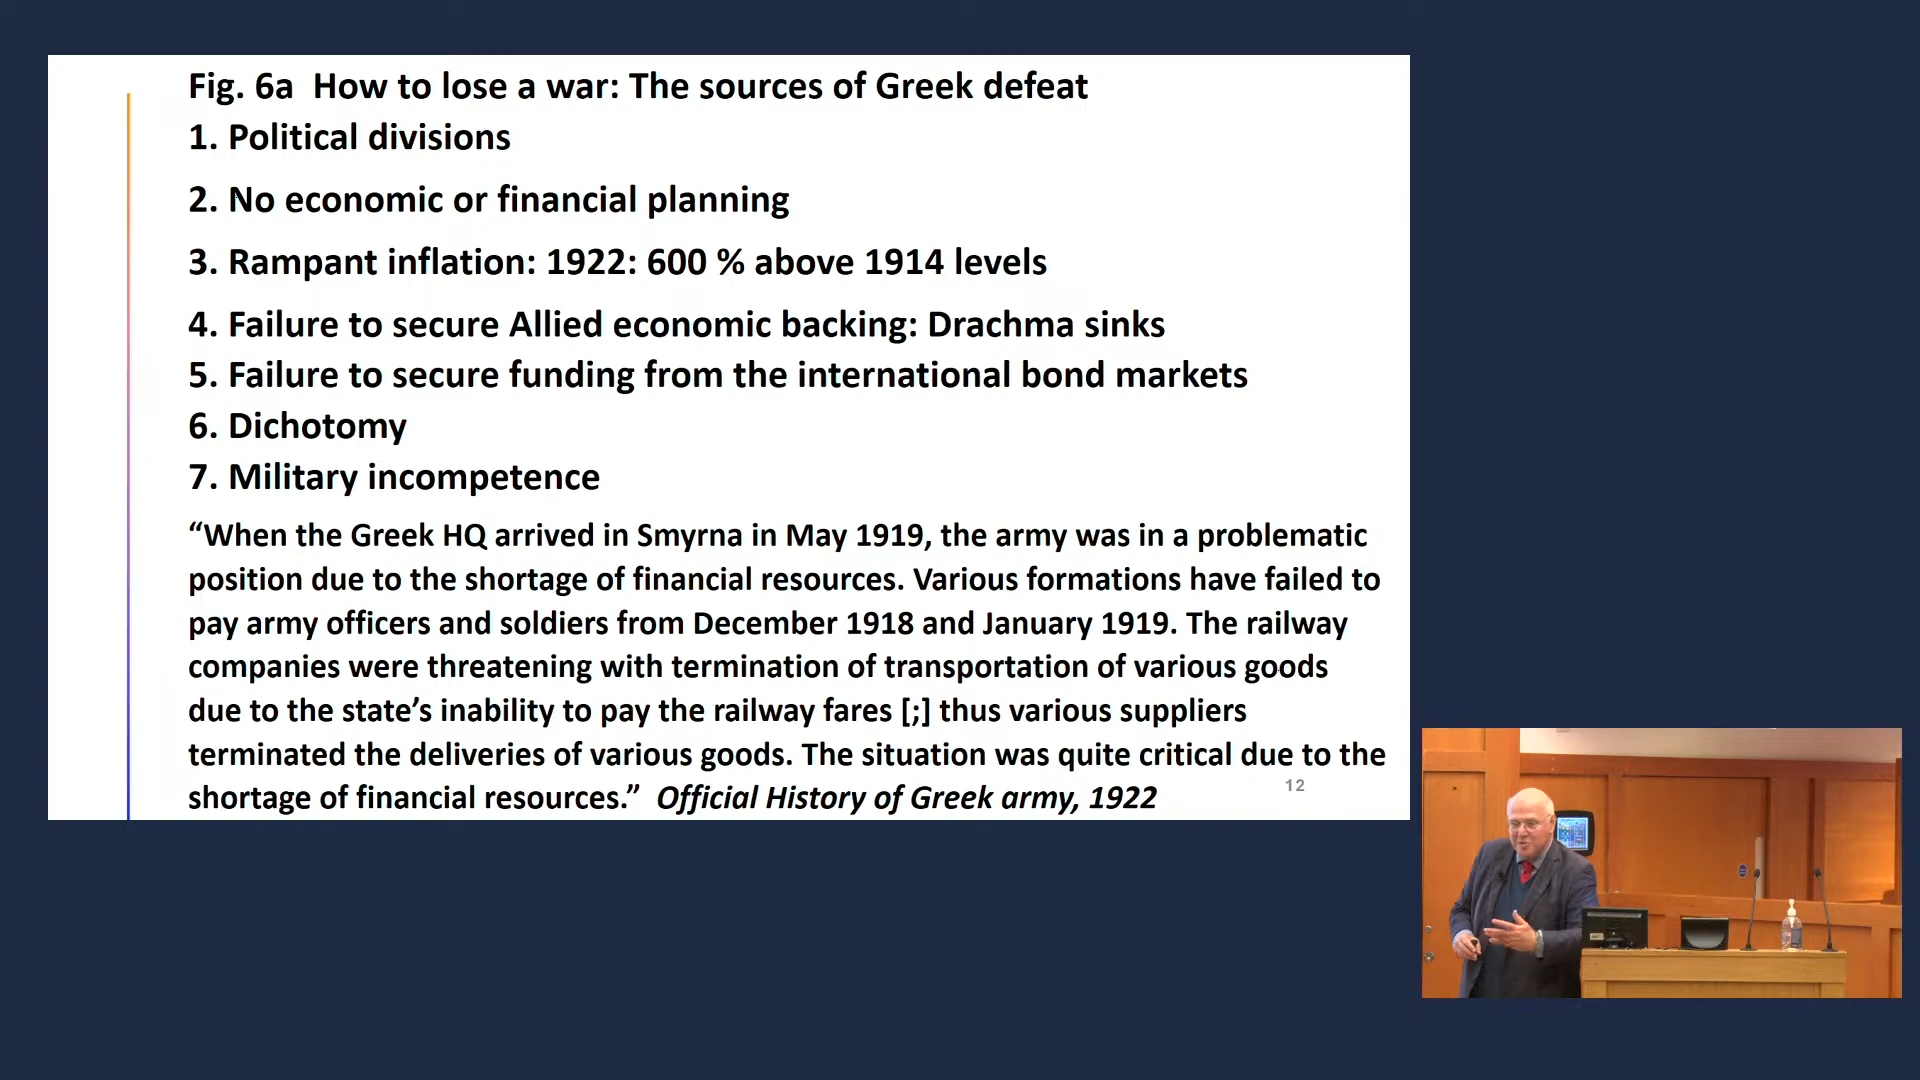 Fig. 6a  How to lose a war: The sources of Greek defeat
1. Political divisions
2. No economic or financial planning
3. Rampant inflation: 1922: 600 % above 1914 levels
4. Failure to secure Allied economic backing: Drachma sinks
5. Failure to secure funding from the international bond markets
6. Dichotomy
7. Military incompetence
“When the Greek HQ arrived in Smyrna in May 1919, the army was in a problematic
position due to the shortage of financial resources. Various formations have failed to
pay army officers and soldiers from December 1918 and January 1919. The railway
companies were threatening with termination of transportation of various goods
due to the state’s inability to pay the railway fares [;] thus various suppliers
terminated the deliveries of various goods. The situation was quite critical due to the
shortage of financial resources.”  Official History of Greek army, 1922
12